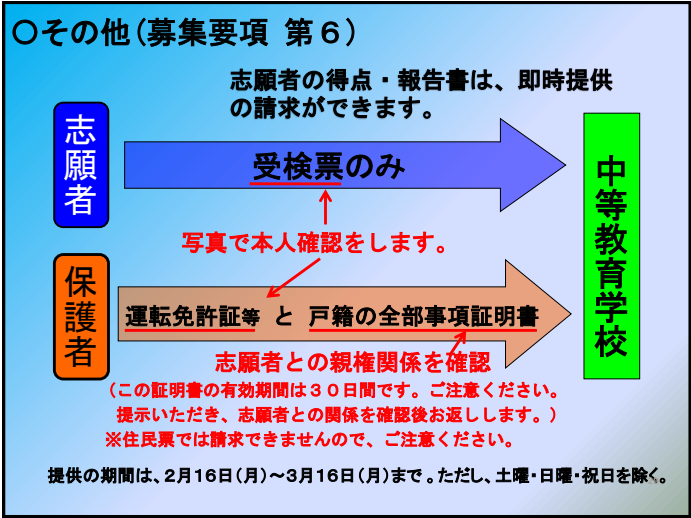 ○その他(募集要項 第６)
志願者の得点・報告書は、即時提供
の請求ができます。
志願者
受検票のみ
中等教育学校
写真で本人確認をします。
保護者
運転免許証等 と 戸籍の全部事項証明書
志願者との親権関係を確認
（この証明書の有効期間は３０日間です。ご注意ください。
提示いただき、志願者との関係を確認後お返しします。）
※住民票では請求できませんので、ご注意ください。
提供の期間は、２月１６日（月）～３月１６日（月）まで。ただし、土曜・日曜・祝日を除く。